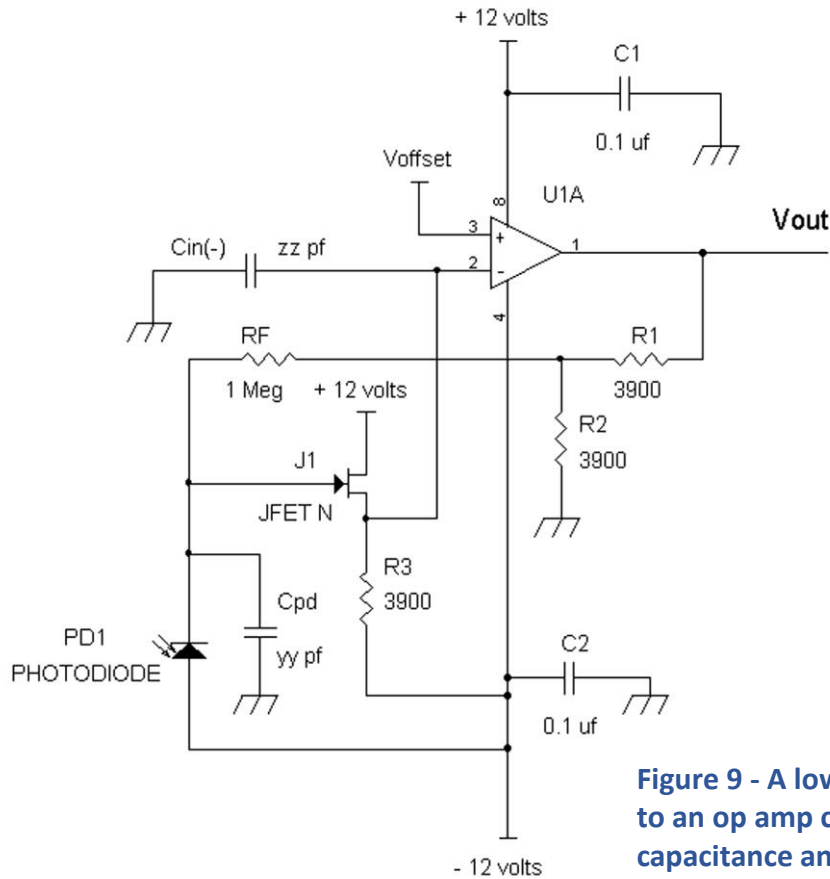 + 12 volts
C1
0.1 uf
Voffset
U1A
8
Vout
3
+
1
Cin(-)
zz pf
2
-
4
RF
R1
1 Meg
+ 12 volts
3900
R2
3900
J1
JFET N
R3
3900
Cpd
yy pf
PD1
PHOTODIODE
C2
0.1 uf
Figure 9 - A low
to an op amp
capacitance an
- 12 volts